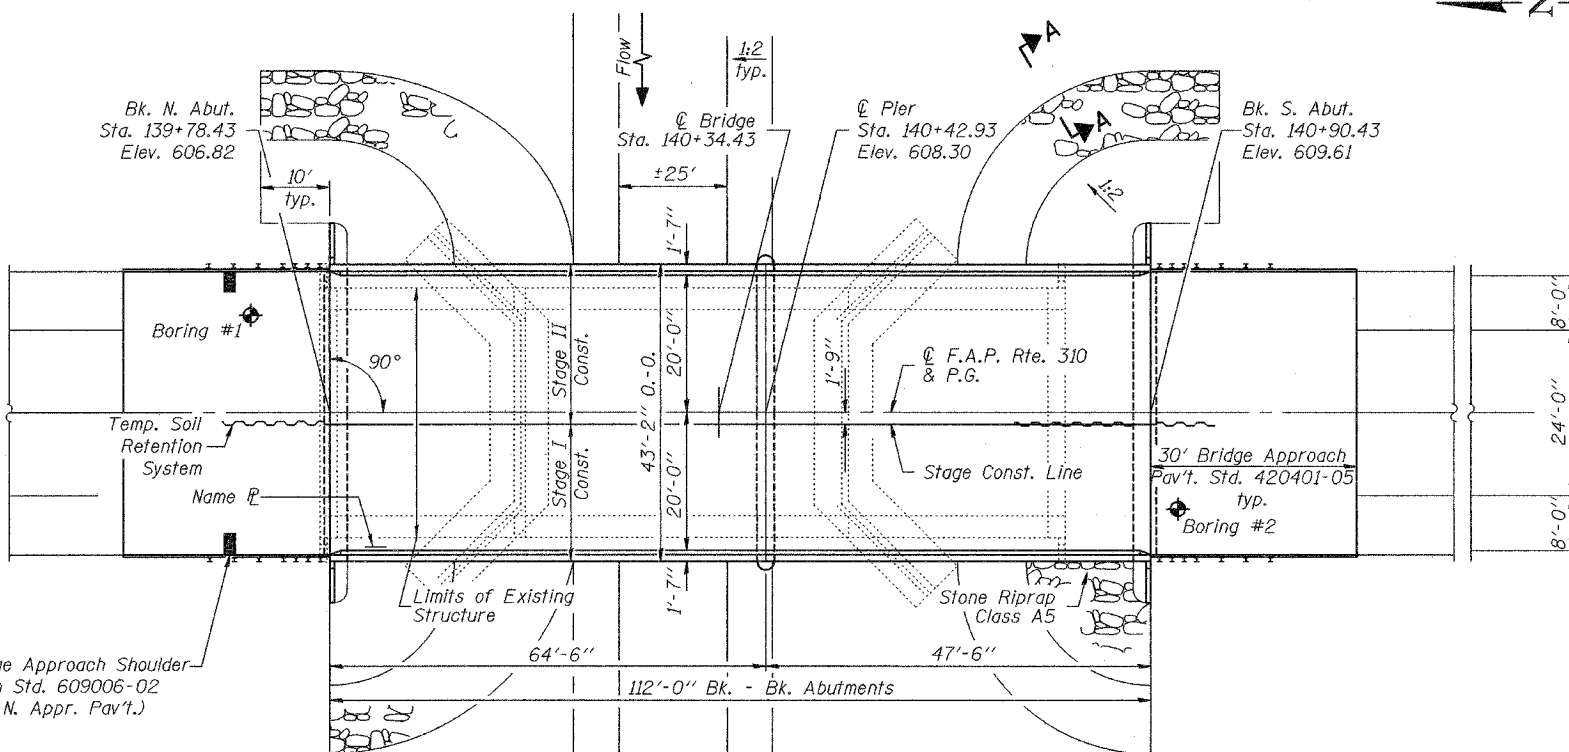 N
A
A
Flow
1:2
typ.
Bk. N. Abut.
Sta. 139+78.43
Elev. 606.82
℄ Bridge
Sta. 140+34.43
℄ Pier
Sta. 140+42.93
Elev. 608.30
Bk. S. Abut.
Sta. 140+90.43
Elev. 609.61
10'
typ.
±25'
1:2
1'-7"
Boring #1
90°
Stage II
Const.
20'-0"
43'-2" O.-O.
1'-9"
℄ F.A.P. Rte. 310
& P.G.
8'-0"
24'-0"
8'-0"
Temp. Soil
Retention
System
Name ℙL
Stage I
Const.
20'-0"
Stage Const. Line
30' Bridge Approach
Pav't. Std. 420401-05
typ.
Boring #2
Limits of Existing
Structure
1'-7"
Stone Riprap
Class A5
64'-6"
47'-6"
112'-0" Bk. - Bk. Abutments
Approach Shoulder
Std. 609006-02
N. Appr. Pav't.)